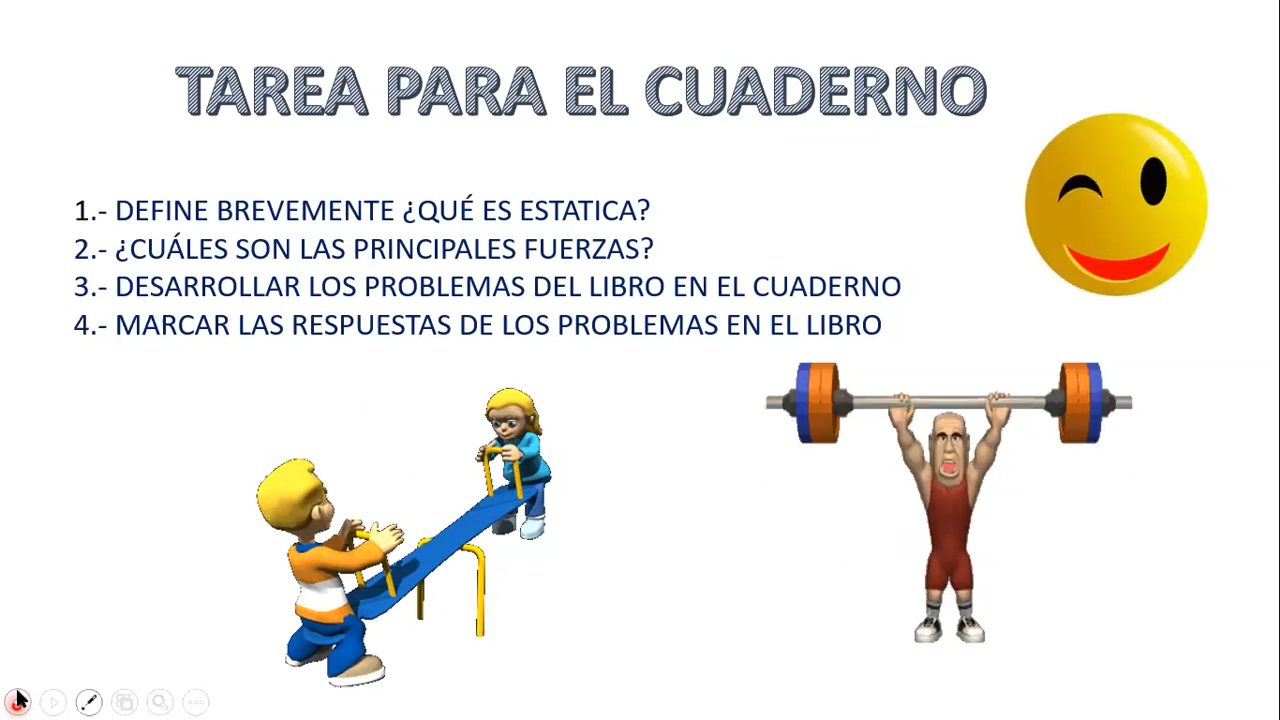 TAREA PARA EL CUADERNO
1.- DEFINE BREVEMENTE ¿QUÉ ES ESTATICA?
2.- ¿CUÁLES SON LAS PRINCIPALES FUERZAS?
3.- DESARROLLAR LOS PROBLEMAS DEL LIBRO EN EL CUADERNO
4.- MARCAR LAS RESPUESTAS DE LOS PROBLEMAS EN EL LIBRO